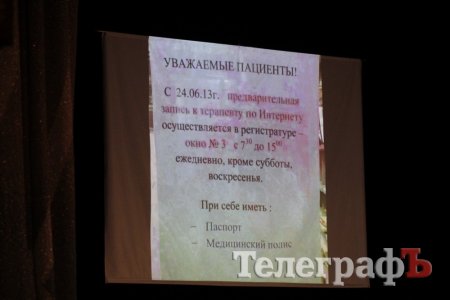 УВАЖАЕМЫЕ ПАЦИЕНТЫ!
С 24.06.13г. предварительная
запись к терапевту по Интернету
осуществляется в регистратуре –
окно № 3 с 7³⁰ до 15⁰⁰
ежедневно, кроме субботы,
воскресенья.
При себе иметь :
– Паспорт
– Медицинский полис
ТелеграфЪ